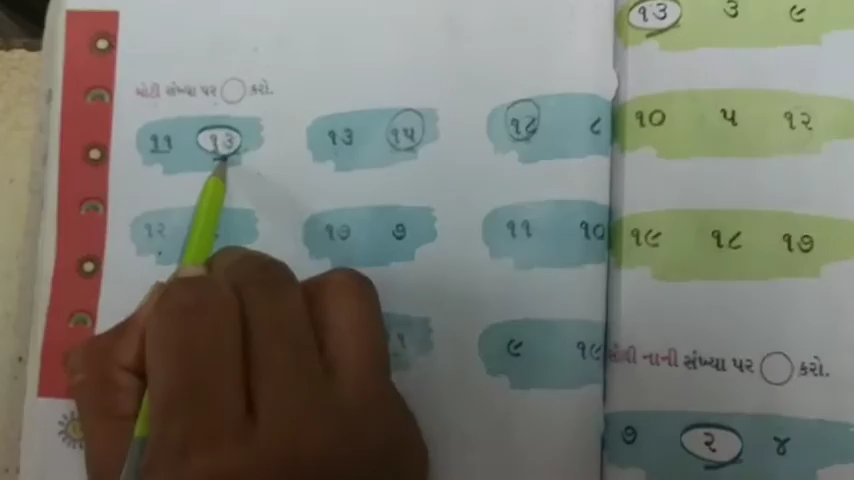 મોટી સંખ્યા પર ◯ કરો.
૧૧ ૧૩
૧૩ ૧૫
૧૮ ૮
૧૨
૧૭ ૭
૧૧ ૧૦
૯ ૧૯
૧૩ ૩ ૯
૧૦ ૫ ૧૨
૧૯ ૧૮ ૧૭
સૌથી નાની સંખ્યા પર ◯ કરો.
૭ ૨ ૪